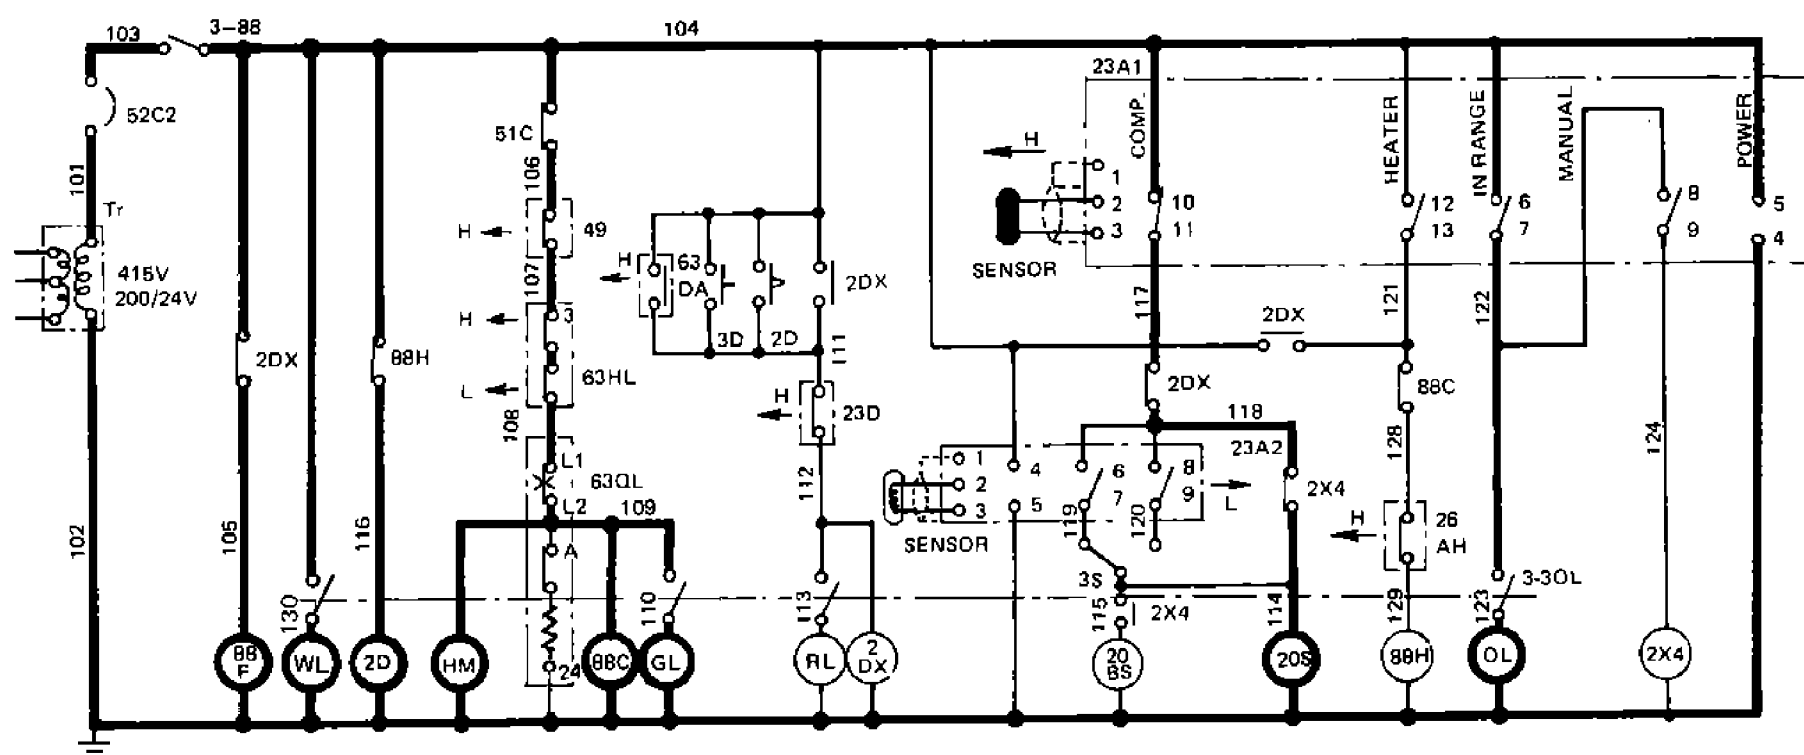 103
3-88
104
52C2
101
Tr
415V
200/24V
102
2DX
105
88
F
130
WL
88H
116
2D
51C
106
H
49
107
H
3
L
63HL
108
L1
63QL
L2
109
A
24
HM
88C
110
GL
H
63
DA
3D
2D
2DX
111
H
23D
112
113
RL
2
DX
23A1
H
SENSOR
1
2
3
COMP.
10
11
117
2DX
118
23A2
SENSOR
1
2
3
4
5
6
7
8
9
L
2X4
119
120
3S
115
2X4
20
BS
114
20S
HEATER
12
13
121
2DX
88C
128
H
26
AH
129
88H
IN RANGE
6
7
122
3-3OL
123
OL
MANUAL
8
9
124
2X4
POWER
5
4